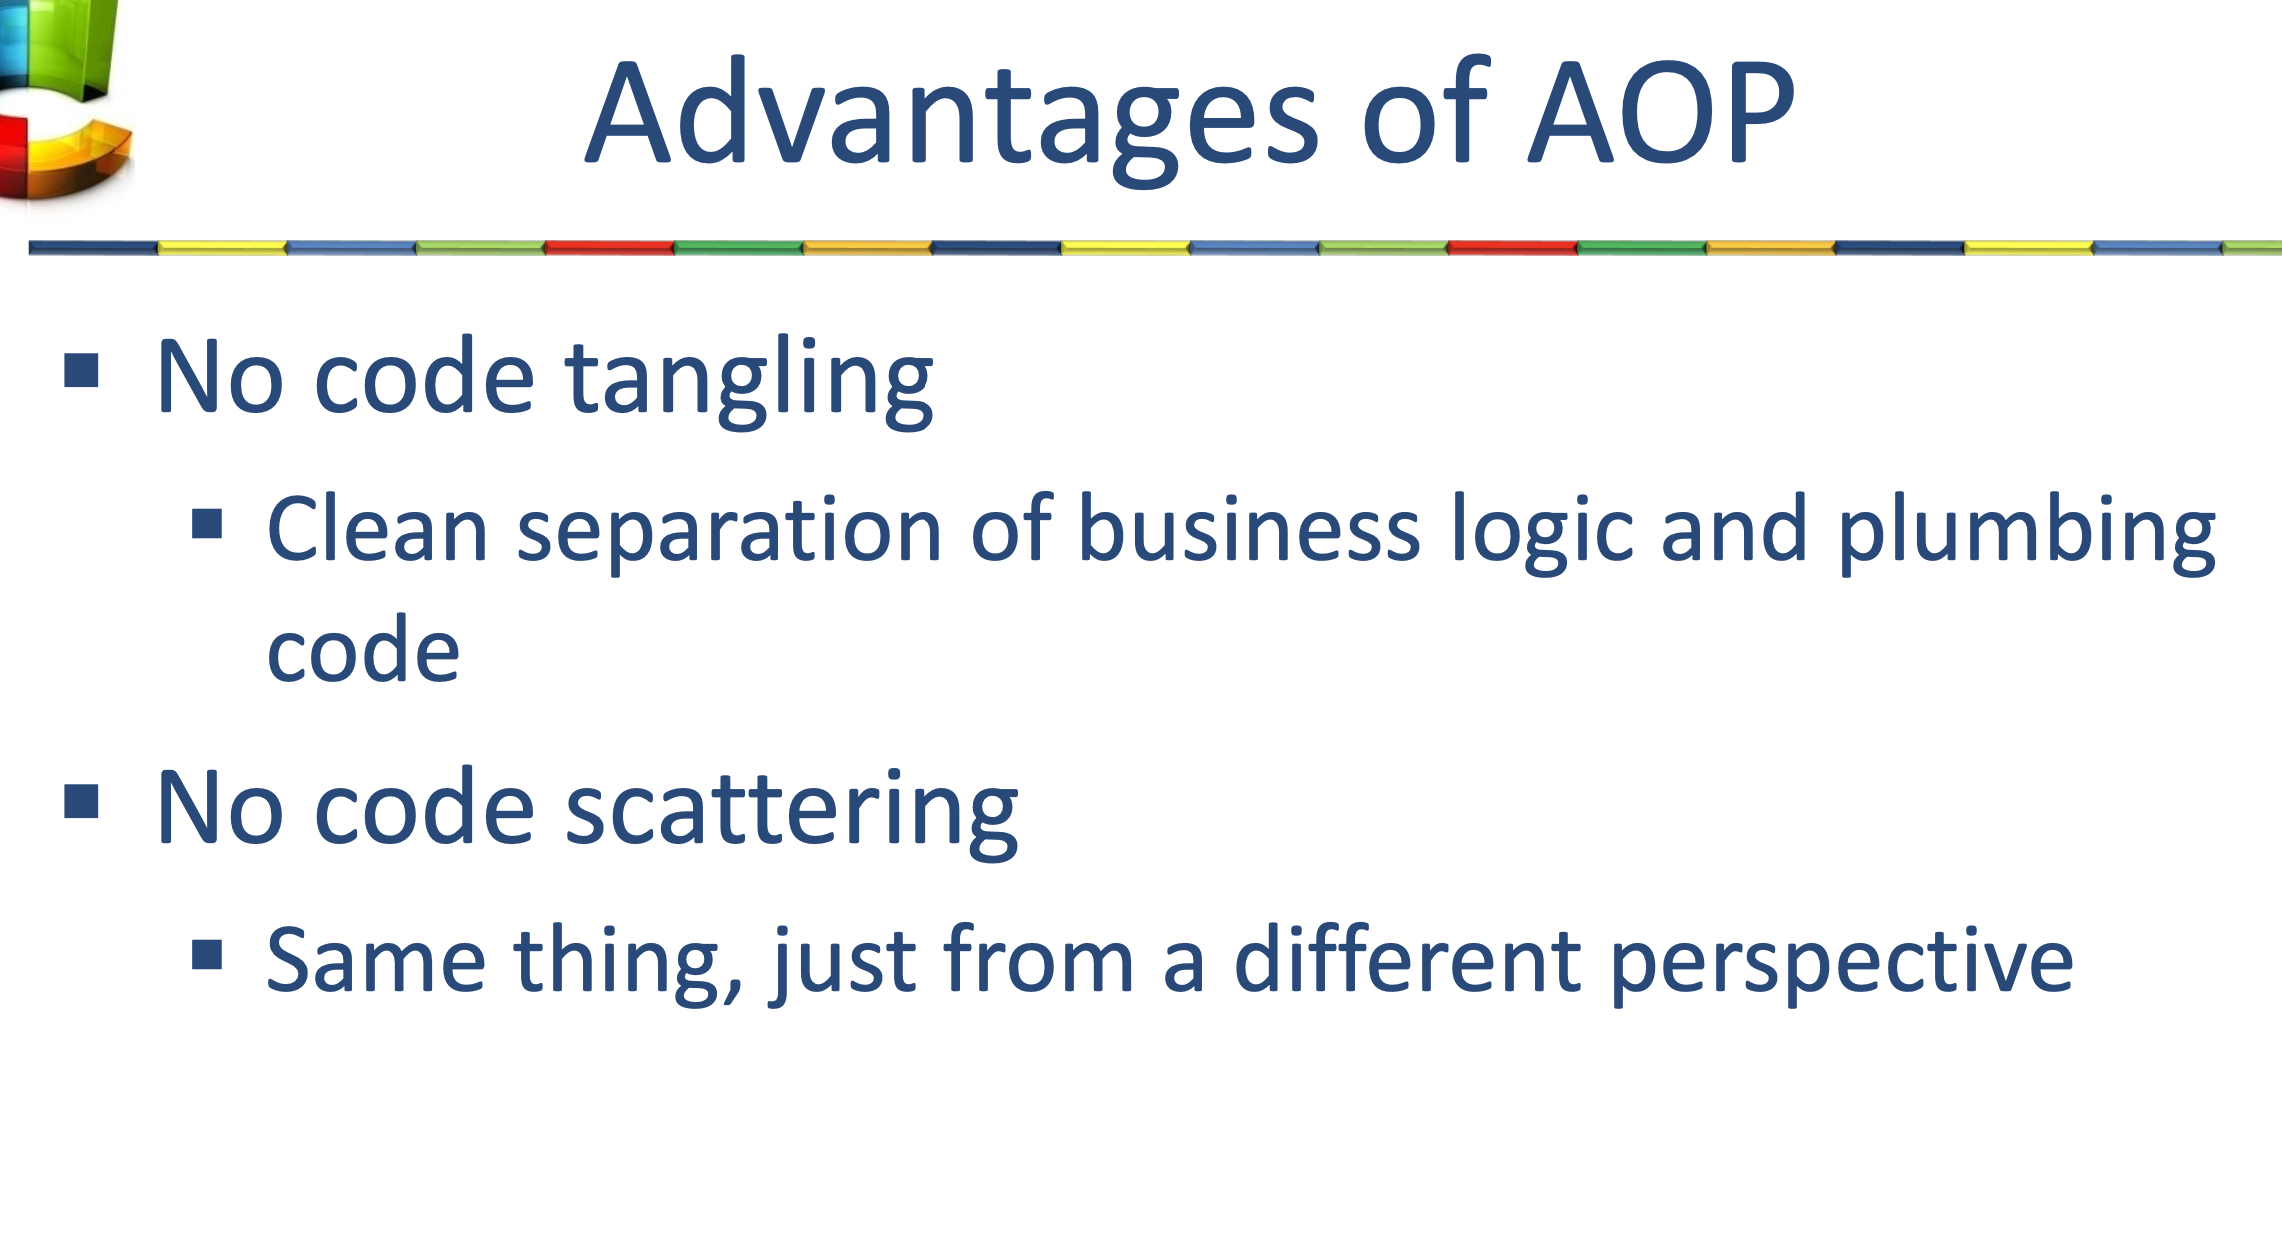 Advantages of AOP
▪ No code tangling
▪ Clean separation of business logic and plumbing
code
▪ No code scattering
▪ Same thing, just from a different perspective